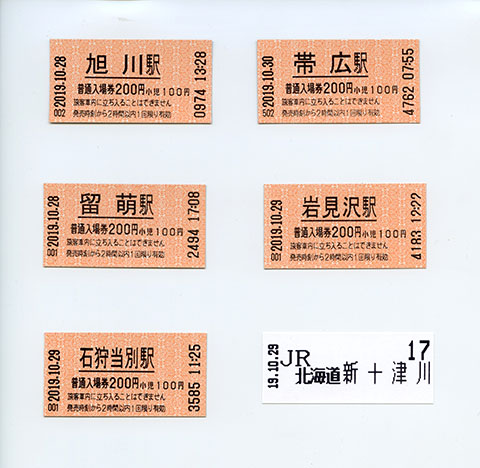 旭川駅
普通入場券200円小児100円
旅客車内に立ち入ることはできません
発売時刻から2時間以内1回限り有効
2019.10.28
002
0974 13:28
帯広駅
普通入場券200円小児100円
旅客車内に立ち入ることはできません
発売時刻から2時間以内1回限り有効
2019.10.30
502
4762 07:55
留萌駅
普通入場券200円小児100円
旅客車内に立ち入ることはできません
発売時刻から2時間以内1回限り有効
2019.10.28
001
2494 17:08
岩見沢駅
普通入場券200円小児100円
旅客車内に立ち入ることはできません
発売時刻から2時間以内1回限り有効
2019.10.29
001
4183 12:22
石狩当別駅
普通入場券200円小児100円
旅客車内に立ち入ることはできません
発売時刻から2時間以内1回限り有効
2019.10.29
001
3585 11:25
19.10.29
JR
17
北海道新十津川